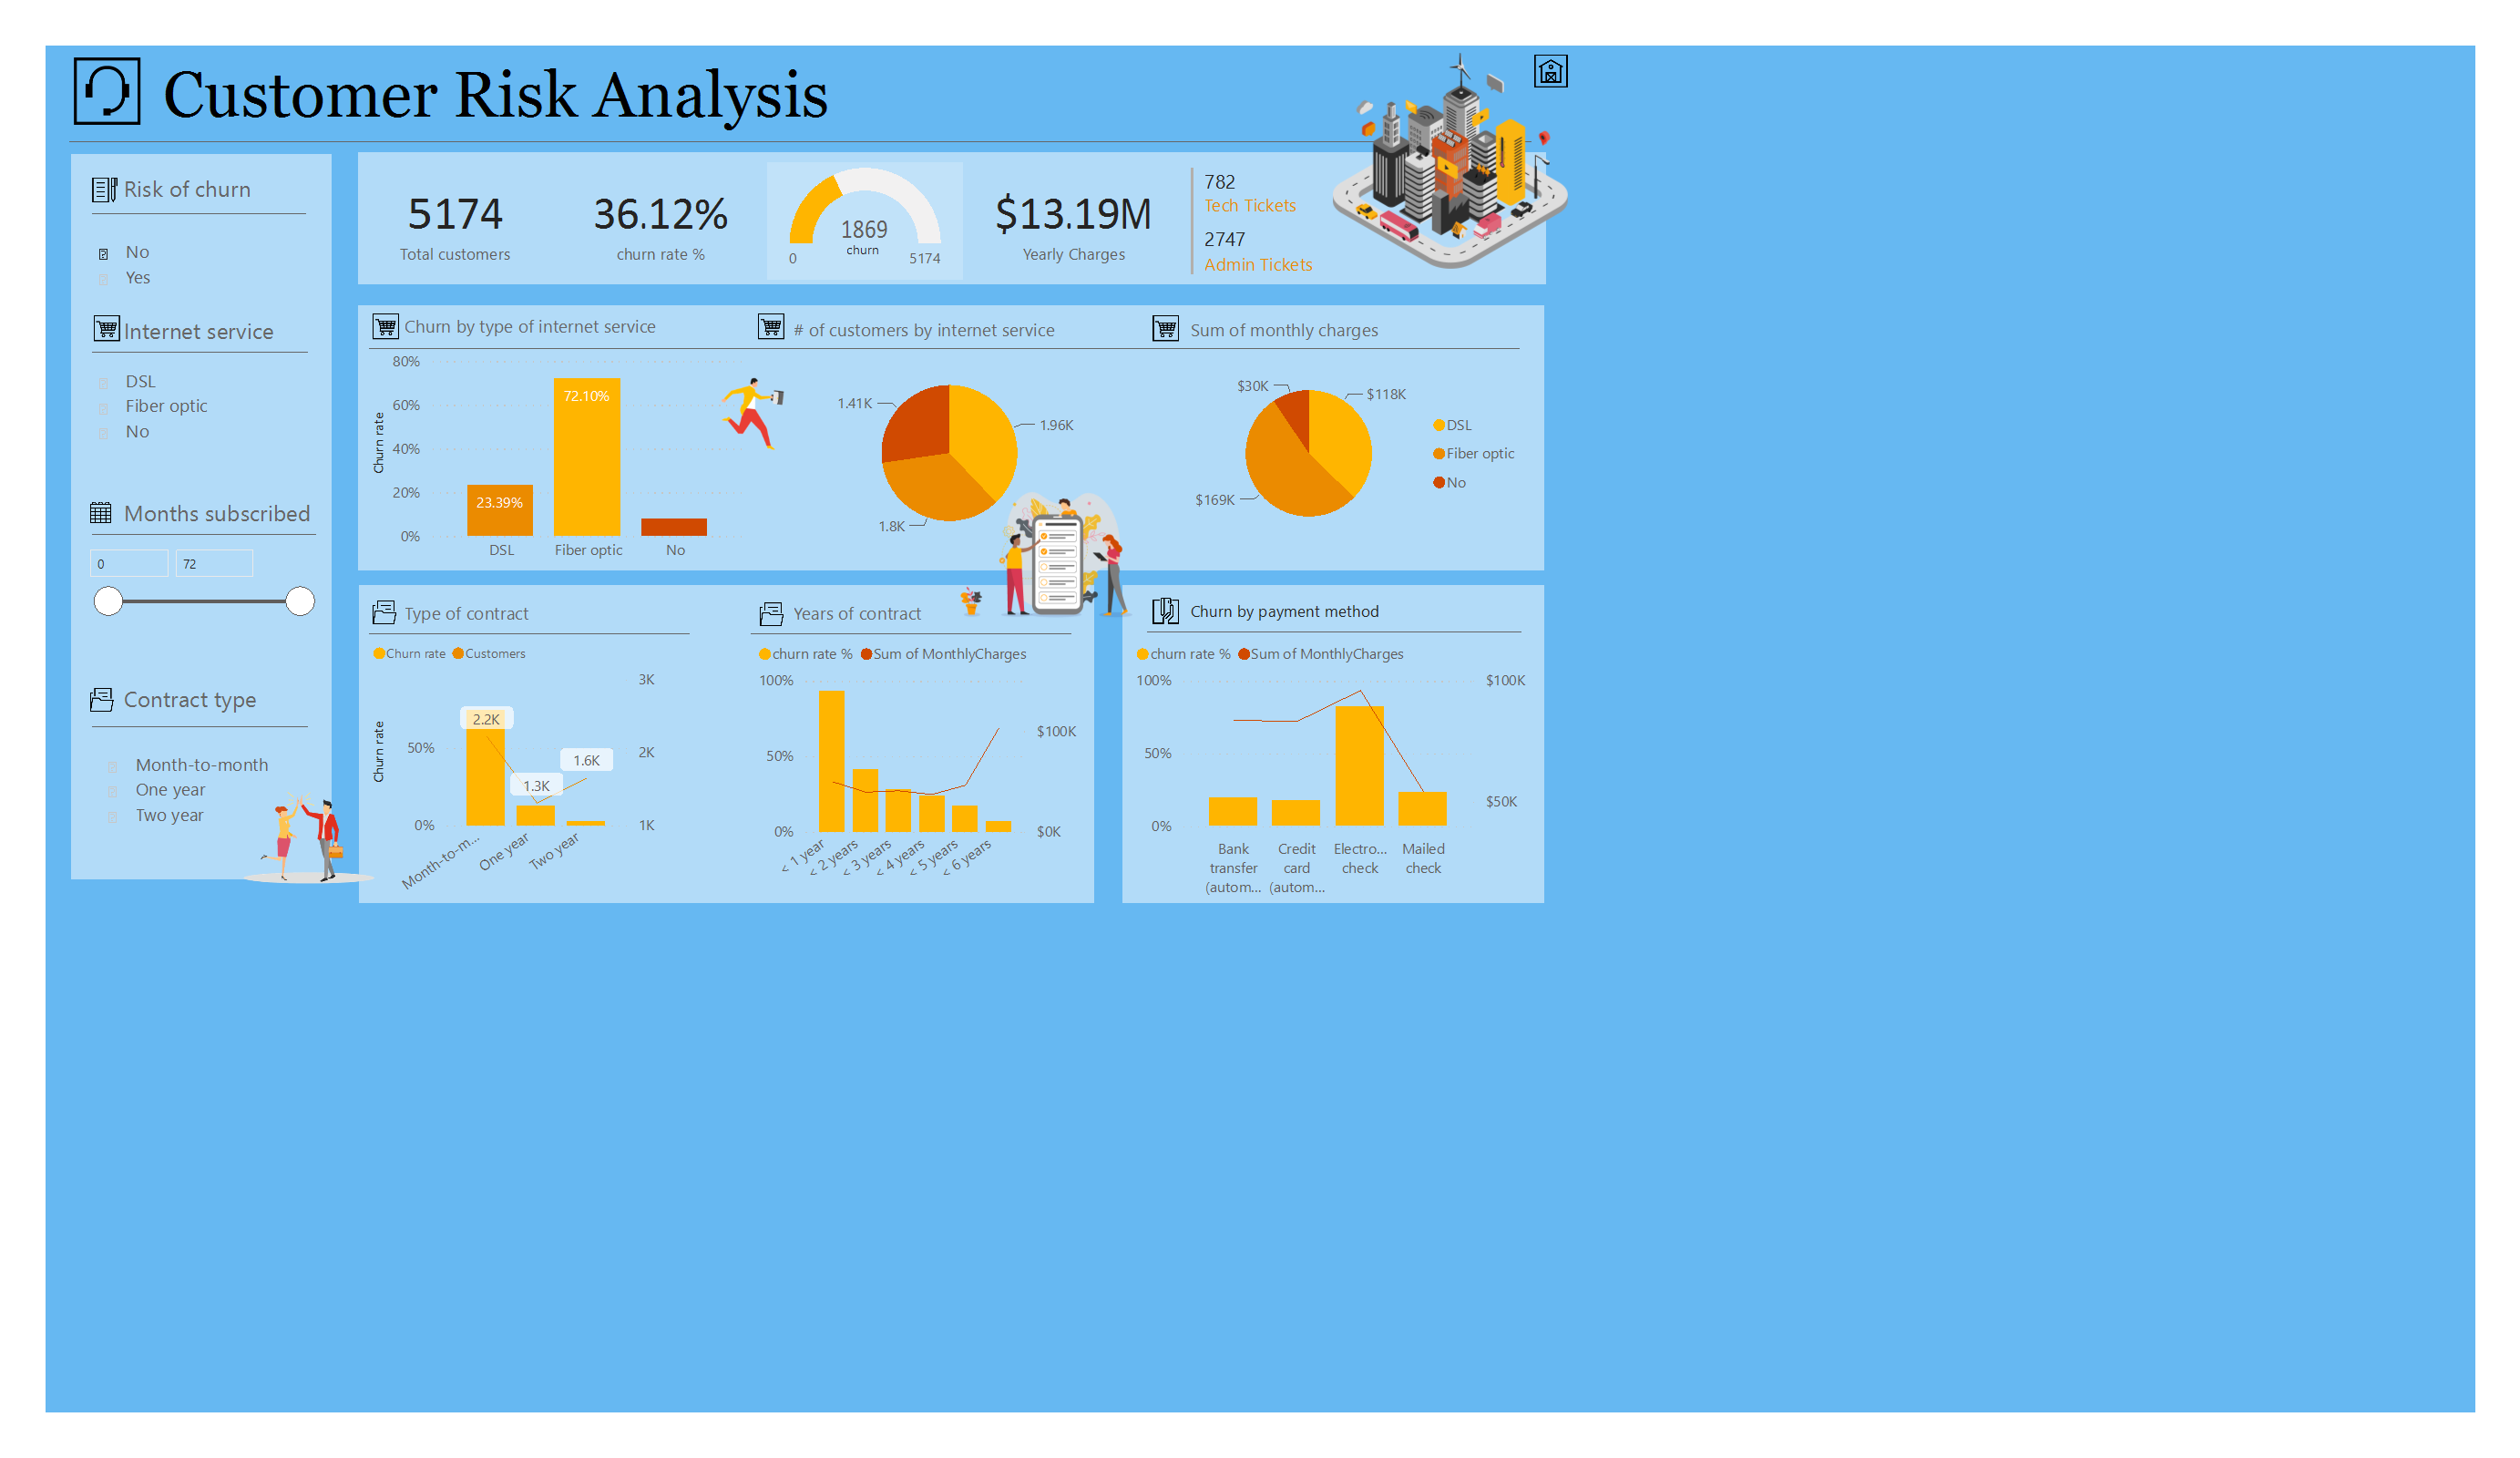 Customer Risk Analysis
Risk of churn
No
Yes
Internet service
DSL
Fiber optic
No
Months subscribed
0
72
Contract type
Month-to-month
One year
Two year
5174
Total customers
36.12%
churn rate %
1869
churn
0
5174
$13.19M
Yearly Charges
782
Tech Tickets
2747
Admin Tickets
Churn by type of internet service
Churn rate
80%
60%
40%
20%
0%
23.39%
72.10%
DSL
Fiber optic
No
# of customers by internet service
1.41K
1.96K
1.8K
Sum of monthly charges
$30K
$118K
$169K
DSL
Fiber optic
No
Type of contract
Churn rate
Customers
Churn rate
50%
0%
3K
2K
1K
2.2K
1.3K
1.6K
Month-to-m...
One year
Two year
Years of contract
churn rate %
Sum of MonthlyCharges
100%
50%
0%
$100K
$0K
< 1 year
< 2 years
< 3 years
< 4 years
< 5 years
< 6 years
Churn by payment method
churn rate %
Sum of MonthlyCharges
100%
50%
0%
$100K
$50K
Bank
transfer
(autom...
Credit
card
(autom...
Electro...
check
Mailed
check